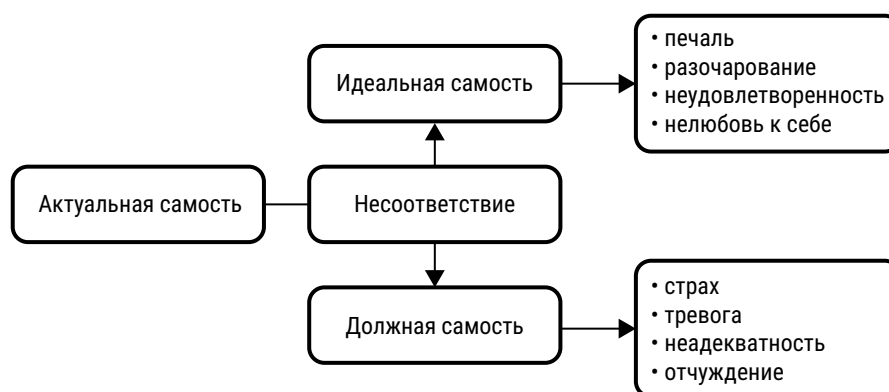 Идеальная самость
• печаль
• разочарование
• неудовлетворенность
• нелюбовь к себе
Актуальная самость
Несоответствие
Должная самость
• страх
• тревога
• неадекватность
• отчуждение